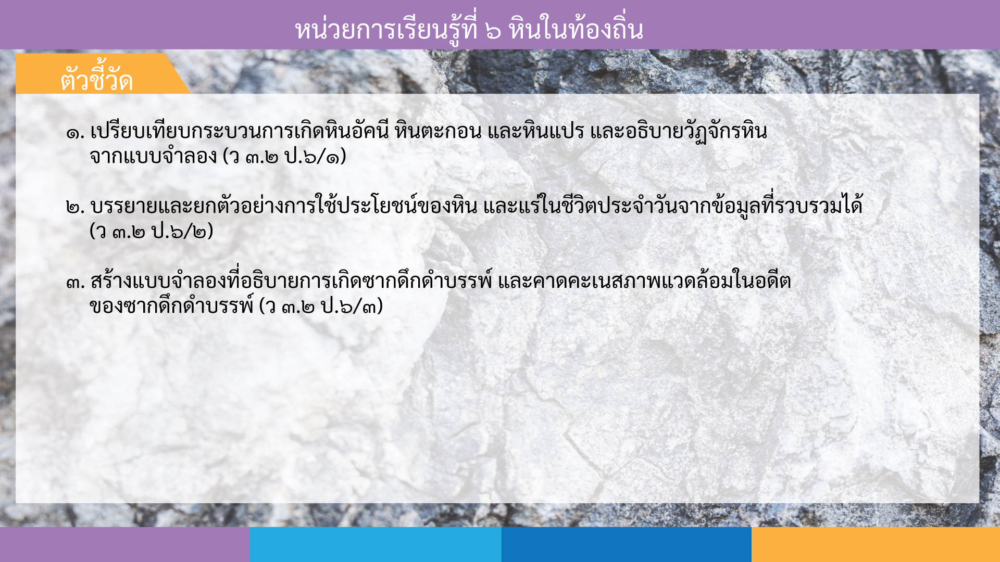 หน่วยการเรียนรู้ที่ ๖ หินในท้องถิ่น
ตัวชี้วัด
๑. เปรียบเทียบกระบวนการเกิดหินอัคนี หินตะกอน และหินแปร และอธิบายวัฏจักรหิน
จากแบบจำลอง (ว ๓.๒ ป.๖/๑)
๒. บรรยายและยกตัวอย่างการใช้ประโยชน์ของหิน และแร่ในชีวิตประจำวันจากข้อมูลที่รวบรวมได้
(ว ๓.๒ ป.๖/๒)
๓. สร้างแบบจำลองที่อธิบายการเกิดซากดึกดำบรรพ์ และคาดคะเนสภาพแวดล้อมในอดีต
ของซากดึกดำบรรพ์ (ว ๓.๒ ป.๖/๓)